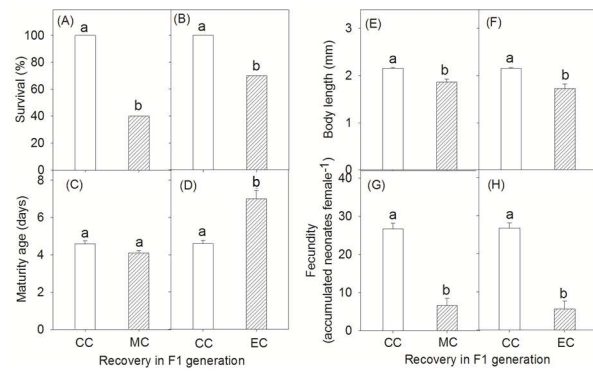 (A) (B)
a a
b
b
100
80
60
40
20
0
Survival (%)
(C) (D)
a a a b
8
6
4
2
0
Maturity age (days)
CC MC CC EC
Recovery in F1 generation
(E) (F)
a b a b
3
2
1
0
Body length (mm)
(G) (H)
a a
b b
40
30
20
10
0
Fecundity
(accumulated neonates female⁻¹)
CC MC CC EC
Recovery in F1 generation